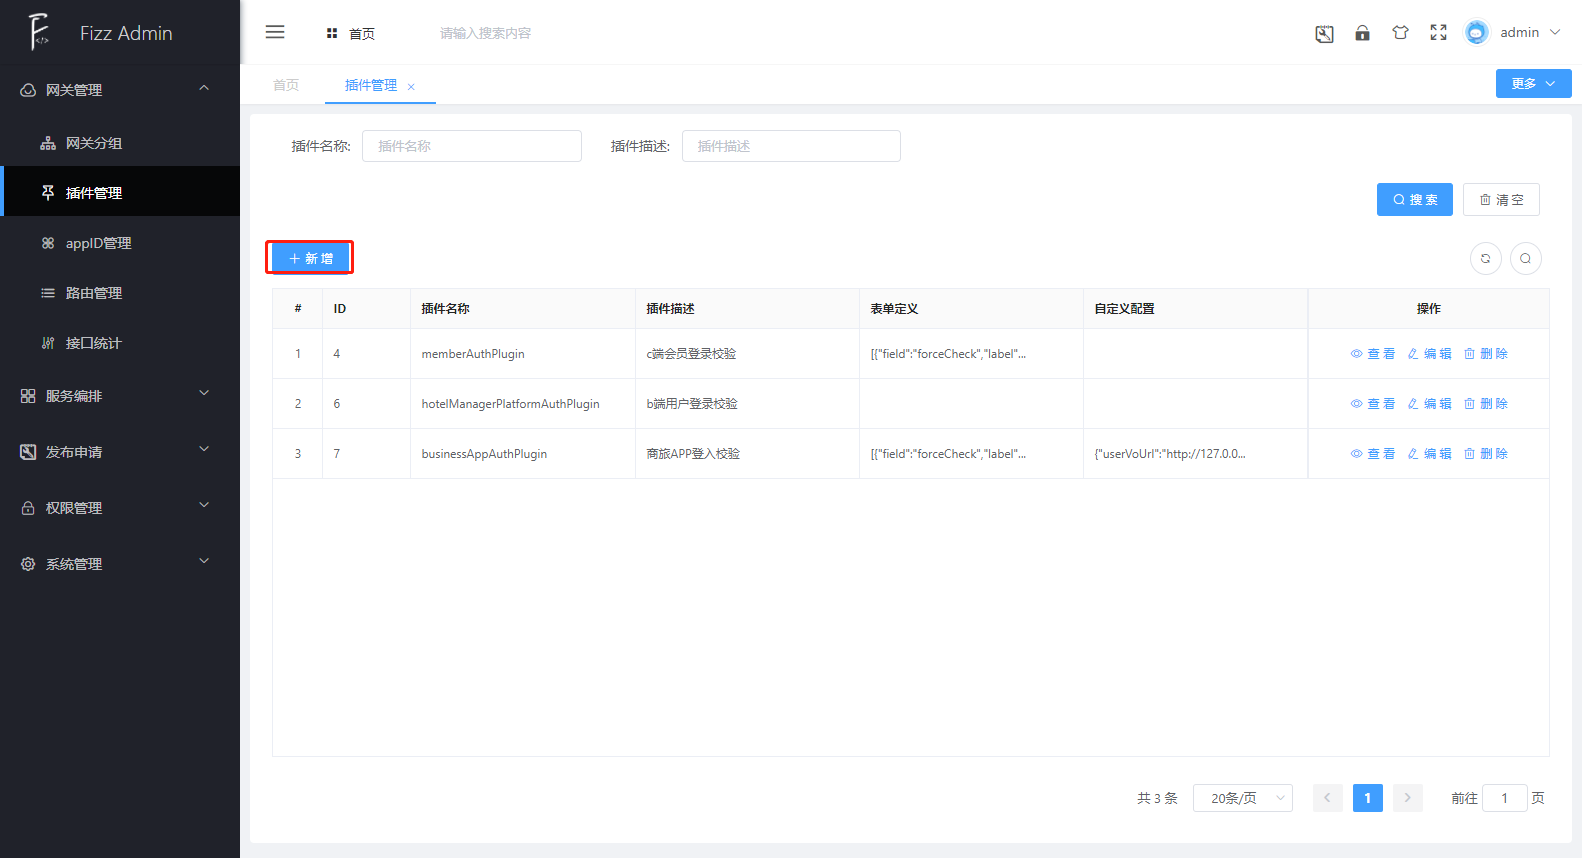 Fizz Admin
首页
请输入搜索内容
admin
网关管理
网关分组
插件管理
appID管理
路由管理
接口统计
服务编排
发布申请
权限管理
系统管理
首页 插件管理 ×
更多
插件名称: 插件名称 插件描述: 插件描述
搜索 清空
+ 新增
# ID 插件名称 插件描述 表单定义 自定义配置 操作
1 4 memberAuthPlugin c端会员登录校验 [{"field":"forceCheck","label"... 查看 编辑 删除
2 6 hotelManagerPlatformAuthPlugin b端用户登录校验 查看 编辑 删除
3 7 businessAppAuthPlugin 商旅APP登入校验 [{"field":"forceCheck","label"... {"userVoUrl":"http://127.0.0... 查看 编辑 删除
共 3 条 20条/页 < 1 > 前往 1 页